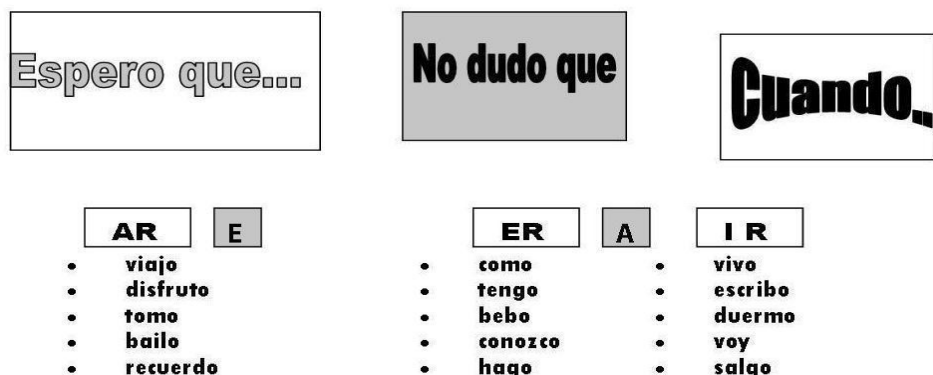 Espero que...
No dudo que
Cuando..
AR E ER A I R
• viajo • como • vivo
• disfruto • tengo • escribo
• tomo • bebo • duermo
• bailo • conozco • voy
• recuerdo • hago • salgo